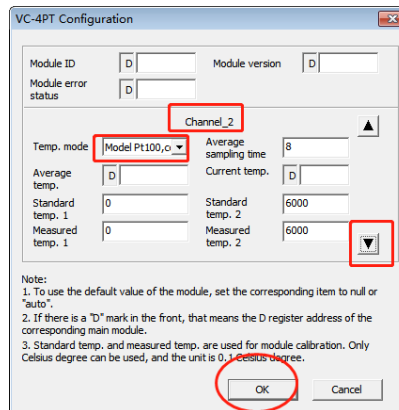 VC-4PT Configuration
Module ID D Module version D
Module error status D
Channel_2
Temp. mode Model Pt100, Average sampling time 8
Average temp. D Current temp. D
Standard temp. 1 0 Standard temp. 2 6000
Measured temp. 1 0 Measured temp. 2 6000
Note:
1. To use the default value of the module, set the corresponding item to null or
"auto".
2. If there is a "D" mark in the front, that means the D register address of the
corresponding main module.
3. Standard temp. and measured temp. are used for module calibration. Only
Celsius degree can be used, and the unit is 0.1 Celsius degree.
OK Cancel